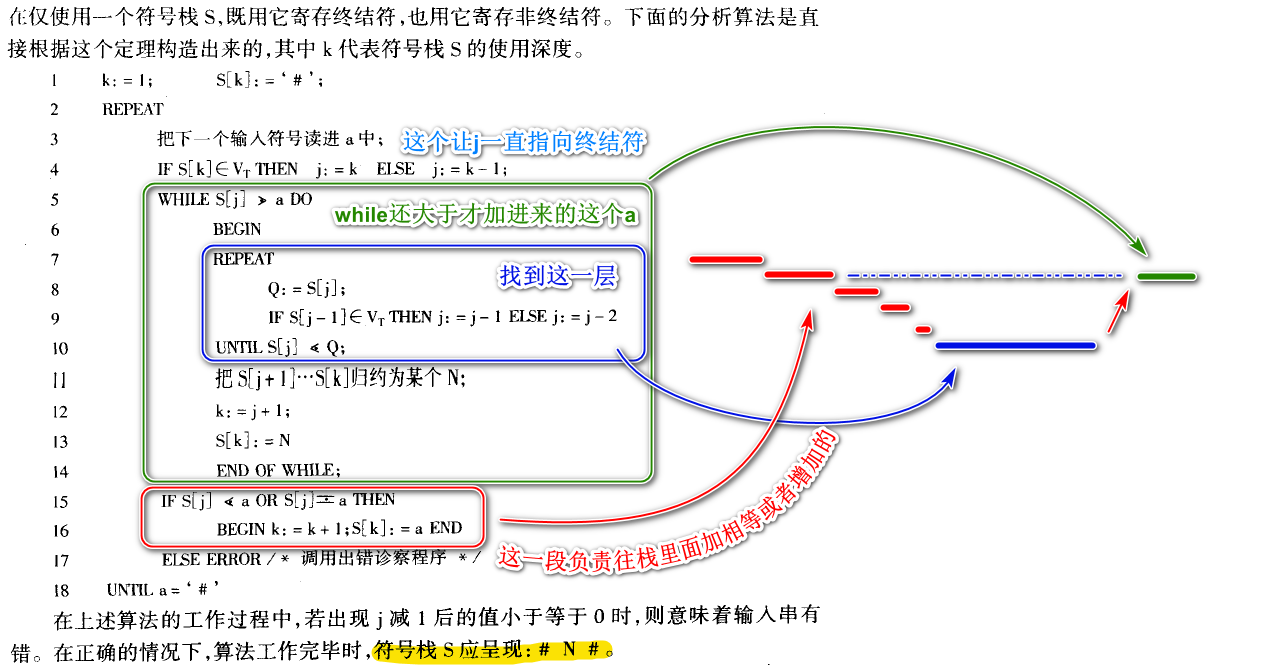 在仅使用一个符号栈 S,既用它寄存终结符,也用它寄存非终结符。下面的分析算法是直
接根据这个定理构造出来的,其中 k 代表符号栈 S 的使用深度。
1 k:=1; S[k]:='#';
2 REPEAT
3 把下一个输入符号读进 a 中;
这个让j一直指向终结符
4 IF S[k]∈V_T THEN j:=k ELSE j:=k-1;
5 WHILE S[j] ⋗ a DO
while还大于才加进来的这个a
6 BEGIN
7 REPEAT
找到这一层
8 Q:=S[j];
9 IF S[j-1]∈V_T THEN j:=j-1 ELSE j:=j-2
10 UNTIL S[j] ⋖ Q;
11 把 S[j+1]…S[k]归约为某个 N;
12 k:=j+1;
13 S[k]:=N
14 END OF WHILE;
15 IF S[j] ⋖ a OR S[j]≖a THEN
16 BEGIN k:=k+1;S[k]:=a END
这一段负责往栈里面加相等或者增加的
17 ELSE ERROR /* 调用出错诊察程序 */
18 UNTIL a='#'
在上述算法的工作过程中,若出现 j 减 1 后的值小于等于 0 时,则意味着输入串有
错。在正确的情况下,算法工作完毕时,符号栈 S 应呈现:# N #。